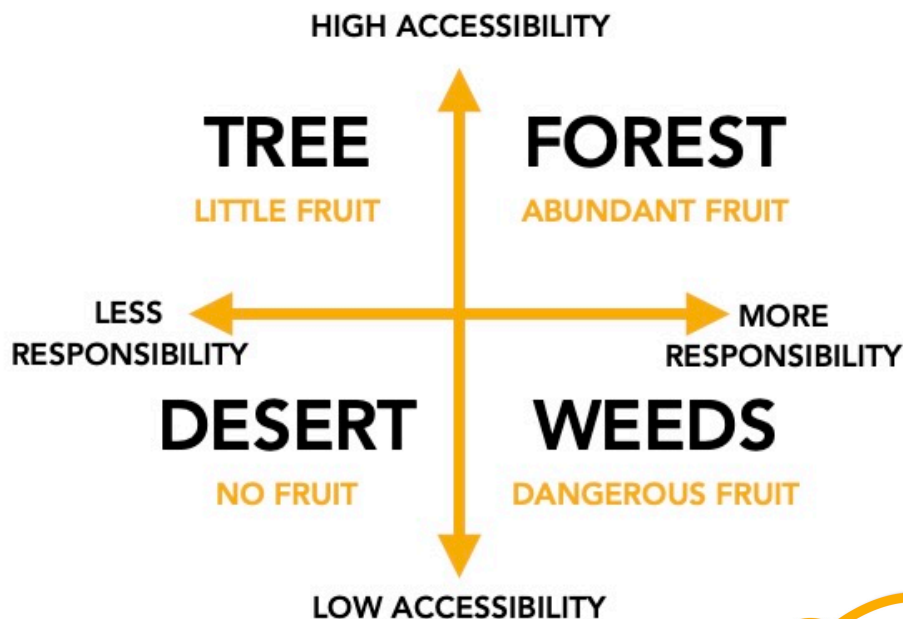 HIGH ACCESSIBILITY
TREE
FOREST
LITTLE FRUIT
ABUNDANT FRUIT
LESS
RESPONSIBILITY
MORE
RESPONSIBILITY
DESERT
WEEDS
NO FRUIT
DANGEROUS FRUIT
LOW ACCESSIBILITY